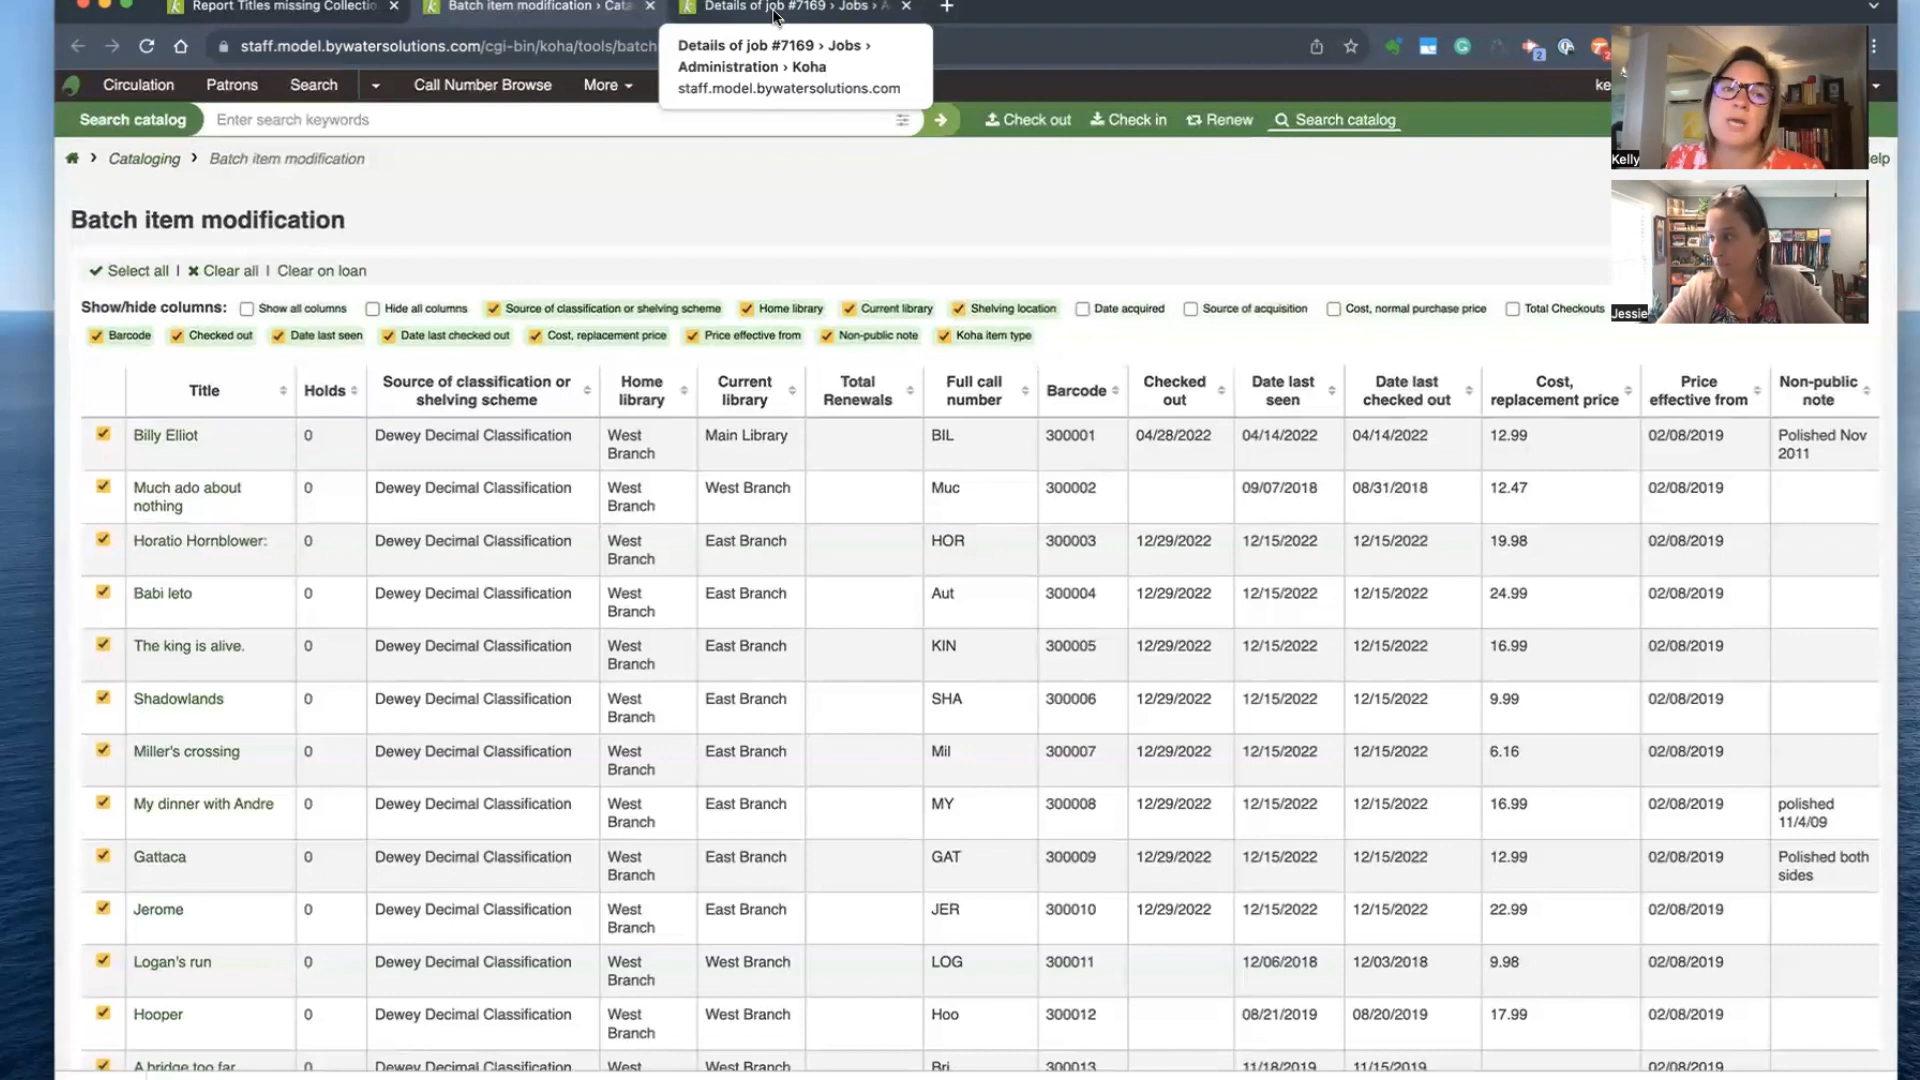 Report Titles missing Collectio
Batch item modification › Cata
Details of job #7169 › Jobs ›
staff.model.bywatersolutions.com/cgi-bin/koha/tools/batch
Details of job #7169 › Jobs ›
Administration › Koha
staff.model.bywatersolutions.com
Circulation Patrons Search Call Number Browse More ke
Search catalog Enter search keywords Check out Check in Renew Search catalog
Cataloging › Batch item modification
elp
Kelly
Jessie
Batch item modification
Select all | Clear all | Clear on loan
Show/hide columns: Show all columns Hide all columns Source of classification or shelving scheme Home library Current library Shelving location Date acquired Source of acquisition Cost, normal purchase price Total Checkouts
Barcode Checked out Date last seen Date last checked out Cost, replacement price Price effective from Non-public note Koha item type
Title Holds Source of classification or shelving scheme Home library Current library Total Renewals Full call number Barcode Checked out Date last seen Date last checked out Cost, replacement price Price effective from Non-public note
Billy Elliot 0 Dewey Decimal Classification West Branch Main Library BIL 300001 04/28/2022 04/14/2022 04/14/2022 12.99 02/08/2019 Polished Nov 2011
Much ado about nothing 0 Dewey Decimal Classification West Branch West Branch Muc 300002 09/07/2018 08/31/2018 12.47 02/08/2019
Horatio Hornblower: 0 Dewey Decimal Classification West Branch East Branch HOR 300003 12/29/2022 12/15/2022 12/15/2022 19.98 02/08/2019
Babi leto 0 Dewey Decimal Classification West Branch East Branch Aut 300004 12/29/2022 12/15/2022 12/15/2022 24.99 02/08/2019
The king is alive. 0 Dewey Decimal Classification West Branch East Branch KIN 300005 12/29/2022 12/15/2022 12/15/2022 16.99 02/08/2019
Shadowlands 0 Dewey Decimal Classification West Branch East Branch SHA 300006 12/29/2022 12/15/2022 12/15/2022 9.99 02/08/2019
Miller's crossing 0 Dewey Decimal Classification West Branch East Branch Mil 300007 12/29/2022 12/15/2022 12/15/2022 6.16 02/08/2019
My dinner with Andre 0 Dewey Decimal Classification West Branch East Branch MY 300008 12/29/2022 12/15/2022 12/15/2022 16.99 02/08/2019 polished 11/4/09
Gattaca 0 Dewey Decimal Classification West Branch East Branch GAT 300009 12/29/2022 12/15/2022 12/15/2022 12.99 02/08/2019 Polished both sides
Jerome 0 Dewey Decimal Classification West Branch East Branch JER 300010 12/29/2022 12/15/2022 12/15/2022 22.99 02/08/2019
Logan's run 0 Dewey Decimal Classification West Branch West Branch LOG 300011 12/06/2018 12/03/2018 9.98 02/08/2019
Hooper 0 Dewey Decimal Classification West Branch West Branch Hoo 300012 08/21/2019 08/20/2019 17.99 02/08/2019
A bridge too far 0 Dewey Decimal Classification West West Branch Bri 300013 11/18/2019 11/15/2019 02/08/2019